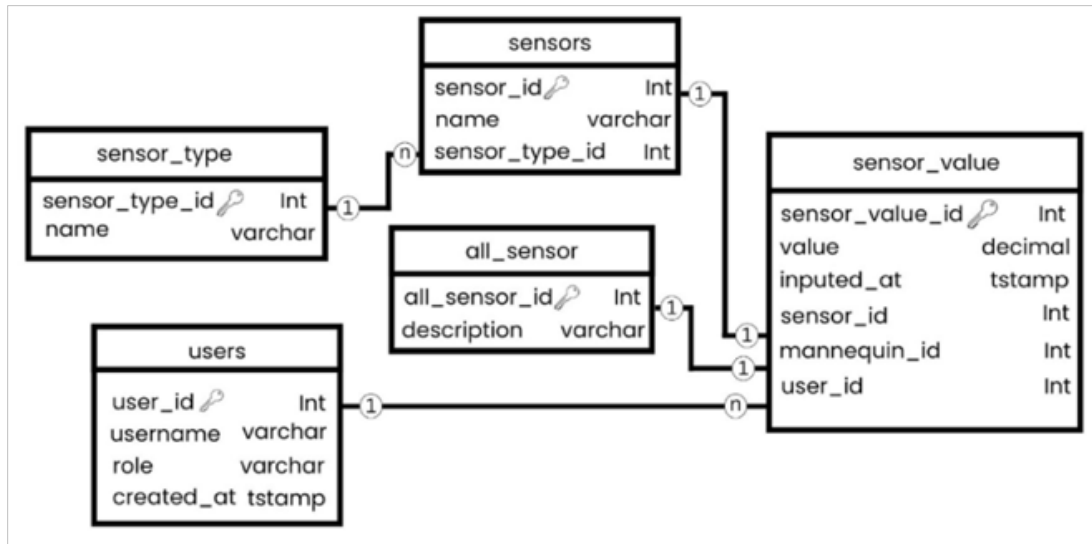 sensors
sensor_id Int
name varchar
sensor_type_id Int
1
n
sensor_type
sensor_type_id Int
name varchar
1
all_sensor
all_sensor_id Int
description varchar
1
users
user_id Int
username varchar
role varchar
created_at tstamp
1
sensor_value
sensor_value_id Int
value decimal
inputed_at tstamp
sensor_id Int
mannequin_id Int
user_id Int
1
1
n